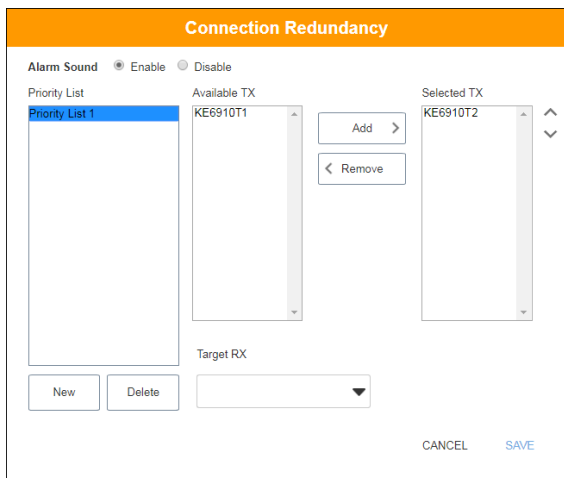 Connection Redundancy
Alarm Sound Enable Disable
Priority List Available TX Selected TX
Priority List 1 KE6910T1 KE6910T2
Add
Remove
Target RX
New Delete
CANCEL SAVE